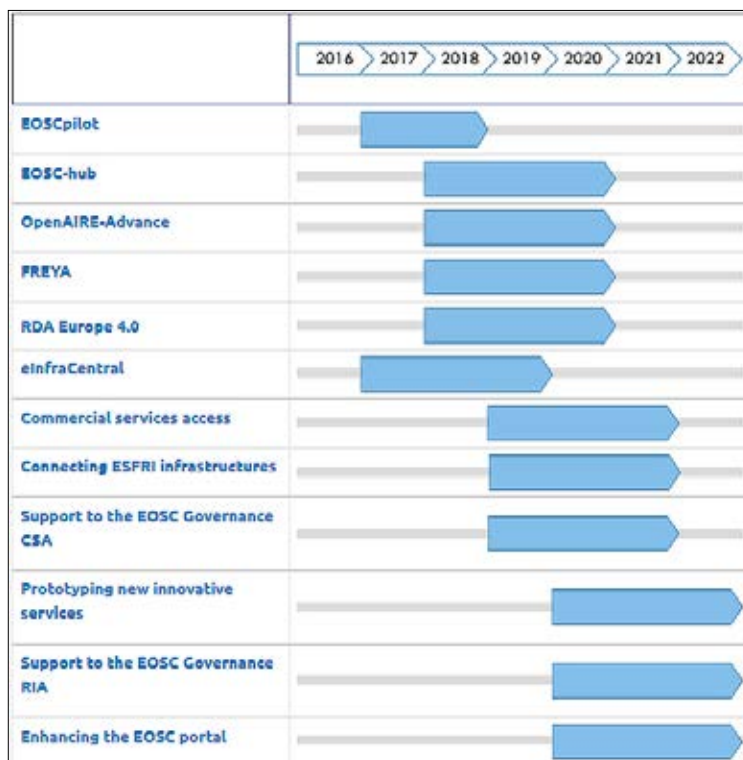 2016 2017 2018 2019 2020 2021 2022
EOSCpilot
EOSC-hub
OpenAIRE-Advance
FREYA
RDA Europe 4.0
eInfraCentral
Commercial services access
Connecting ESFRI infrastructures
Support to the EOSC Governance
CSA
Prototyping new innovative
services
Support to the EOSC Governance
RIA
Enhancing the EOSC portal